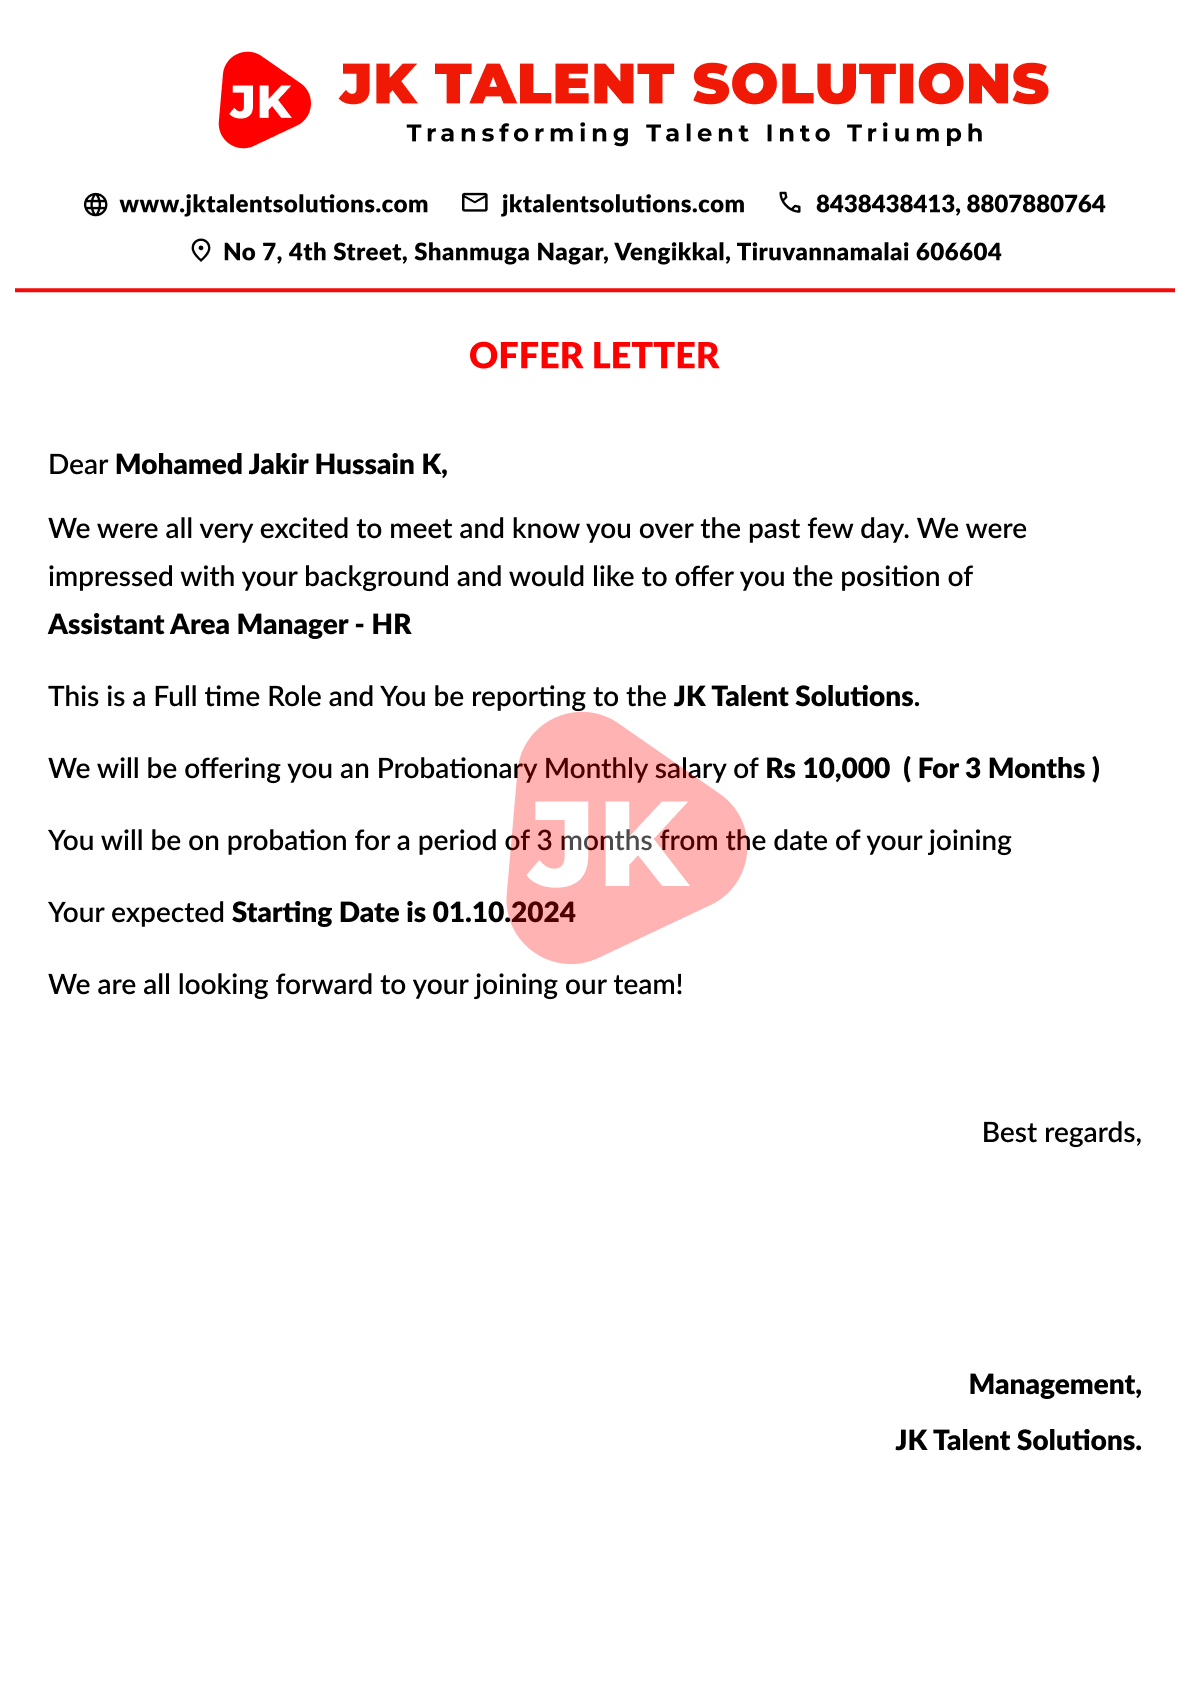 JK
JK TALENT SOLUTIONS
Transforming Talent Into Triumph
www.jktalentsolutions.com jktalentsolutions.com 8438438413, 8807880764
No 7, 4th Street, Shanmuga Nagar, Vengikkal, Tiruvannamalai 606604
OFFER LETTER
Dear Mohamed Jakir Hussain K,
We were all very excited to meet and know you over the past few day. We were
impressed with your background and would like to offer you the position of
Assistant Area Manager - HR
This is a Full time Role and You be reporting to the JK Talent Solutions.
We will be offering you an Probationary Monthly salary of Rs 10,000 ( For 3 Months )
You will be on probation for a period of 3 months from the date of your joining
JK
Your expected Starting Date is 01.10.2024
We are all looking forward to your joining our team!
Best regards,
Management,
JK Talent Solutions.